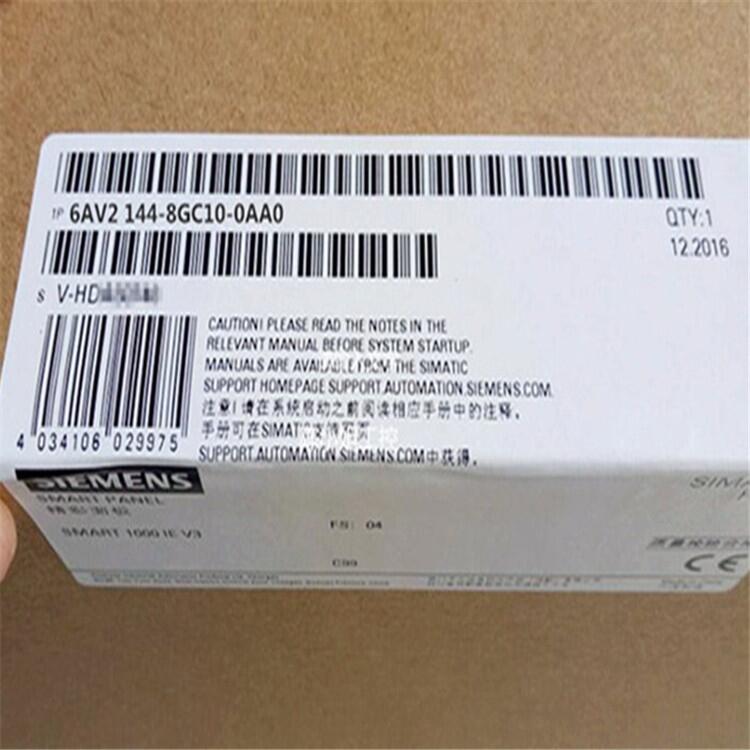 1P 6AV2 144-8GC10-0AA0
QTY:1
12.2016
S V-HD
CAUTION! PLEASE READ THE NOTES IN THE
RELEVANT MANUAL BEFORE SYSTEM STARTUP.
MANUALS ARE AVAILABLE FROM THE SIMATIC
SUPPORT HOMEPAGE SUPPORT.AUTOMATION.SIEMENS.COM.
注意!请在系统启动之前阅读相应手册中的注释。
手册可在SIMATIC
SUPPORT.AUTOMATION.SIEMENS.COM中获得。
4 034106 029975
SIEMENS
SMART PANEL
精彩面板
SMART 1000 IE V3
FS: 04
C99
SIMA
CE